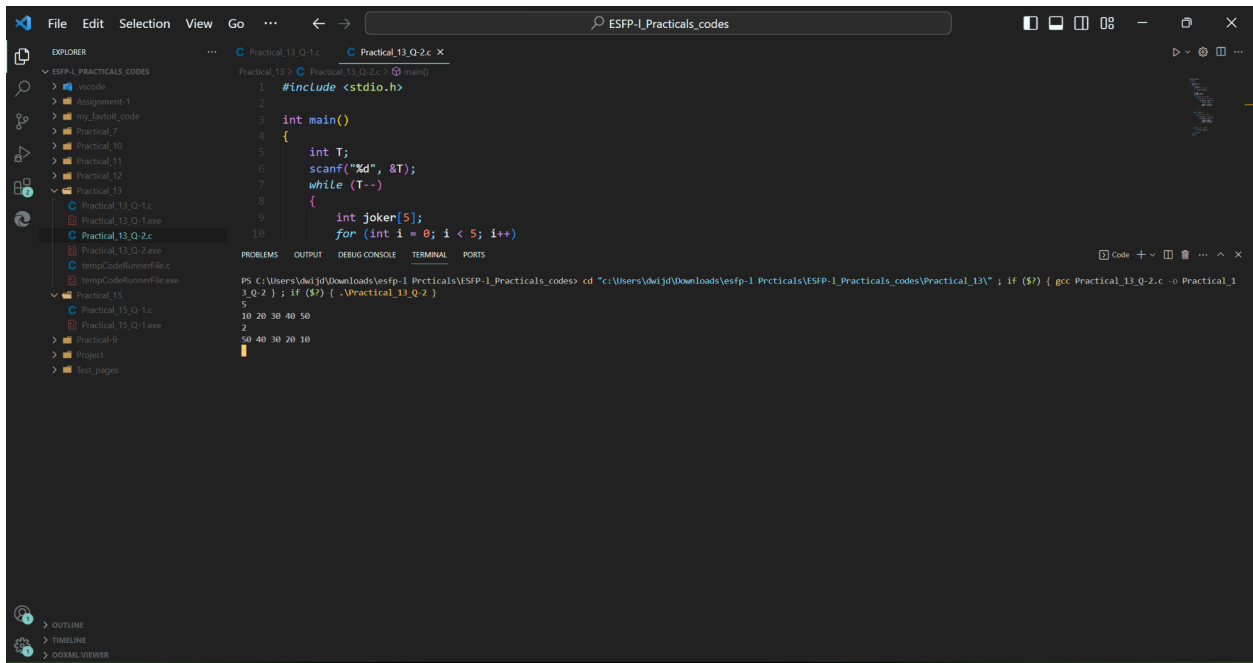 File Edit Selection View Go ··· ESFP-I_Practicals_codes
EXPLORER ···
ESFP-L_PRACTICALS_CODES
.vscode
Assignment-1
my_favtoit_code
Practical_7
Practical_10
Practical_11
Practical_12
Practical_13
Practical_13_Q-1.c
Practical_13_Q-1.exe
Practical_13_Q-2.c
Practical_13_Q-2.exe
tempCodeRunnerFile.c
tempCodeRunnerFile.exe
Practical_15
Practical_15_Q-1.c
Practical_15_Q-1.exe
Practical-9
Project
Test_pages
OUTLINE
TIMELINE
OOXML VIEWER
2
1
1
Practical_13_Q-1.c Practical_13_Q-2.c
Practical_13 > Practical_13_Q-2.c > main()
1 #include <stdio.h>
2
3 int main()
4 {
5 int T;
6 scanf("%d", &T);
7 while (T--)
8 {
9 int joker[5];
10 for (int i = 0; i < 5; i++)
PROBLEMS OUTPUT DEBUG CONSOLE TERMINAL PORTS Code
PS C:\Users\dwijd\Downloads\esfp-l Prcticals\ESFP-l_Practicals_codes> cd "c:\Users\dwijd\Downloads\esfp-l Prcticals\ESFP-l_Practicals_codes\Practical_13\" ; if ($?) { gcc Practical_13_Q-2.c -o Practical_1
3_Q-2 } ; if ($?) { .\Practical_13_Q-2 }
5
10 20 30 40 50
2
50 40 30 20 10